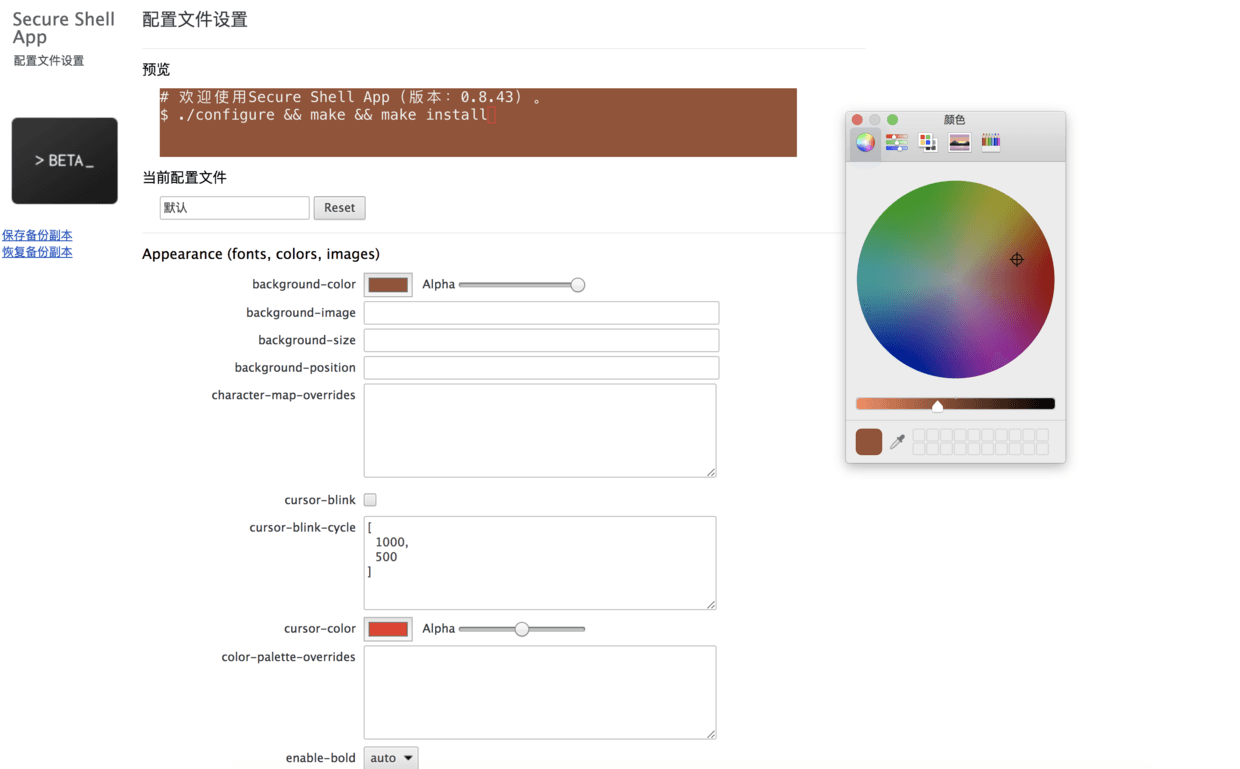 Secure Shell
App
配置文件设置
> BETA_
保存备份副本
恢复备份副本
配置文件设置
预览
# 欢迎使用Secure Shell App（版本：0.8.43）。
$ ./configure && make && make install
当前配置文件
默认
Reset
Appearance (fonts, colors, images)
background-color
Alpha
background-image
background-size
background-position
character-map-overrides
cursor-blink
cursor-blink-cycle
[
1000,
500
]
cursor-color
Alpha
color-palette-overrides
enable-bold
auto
颜色